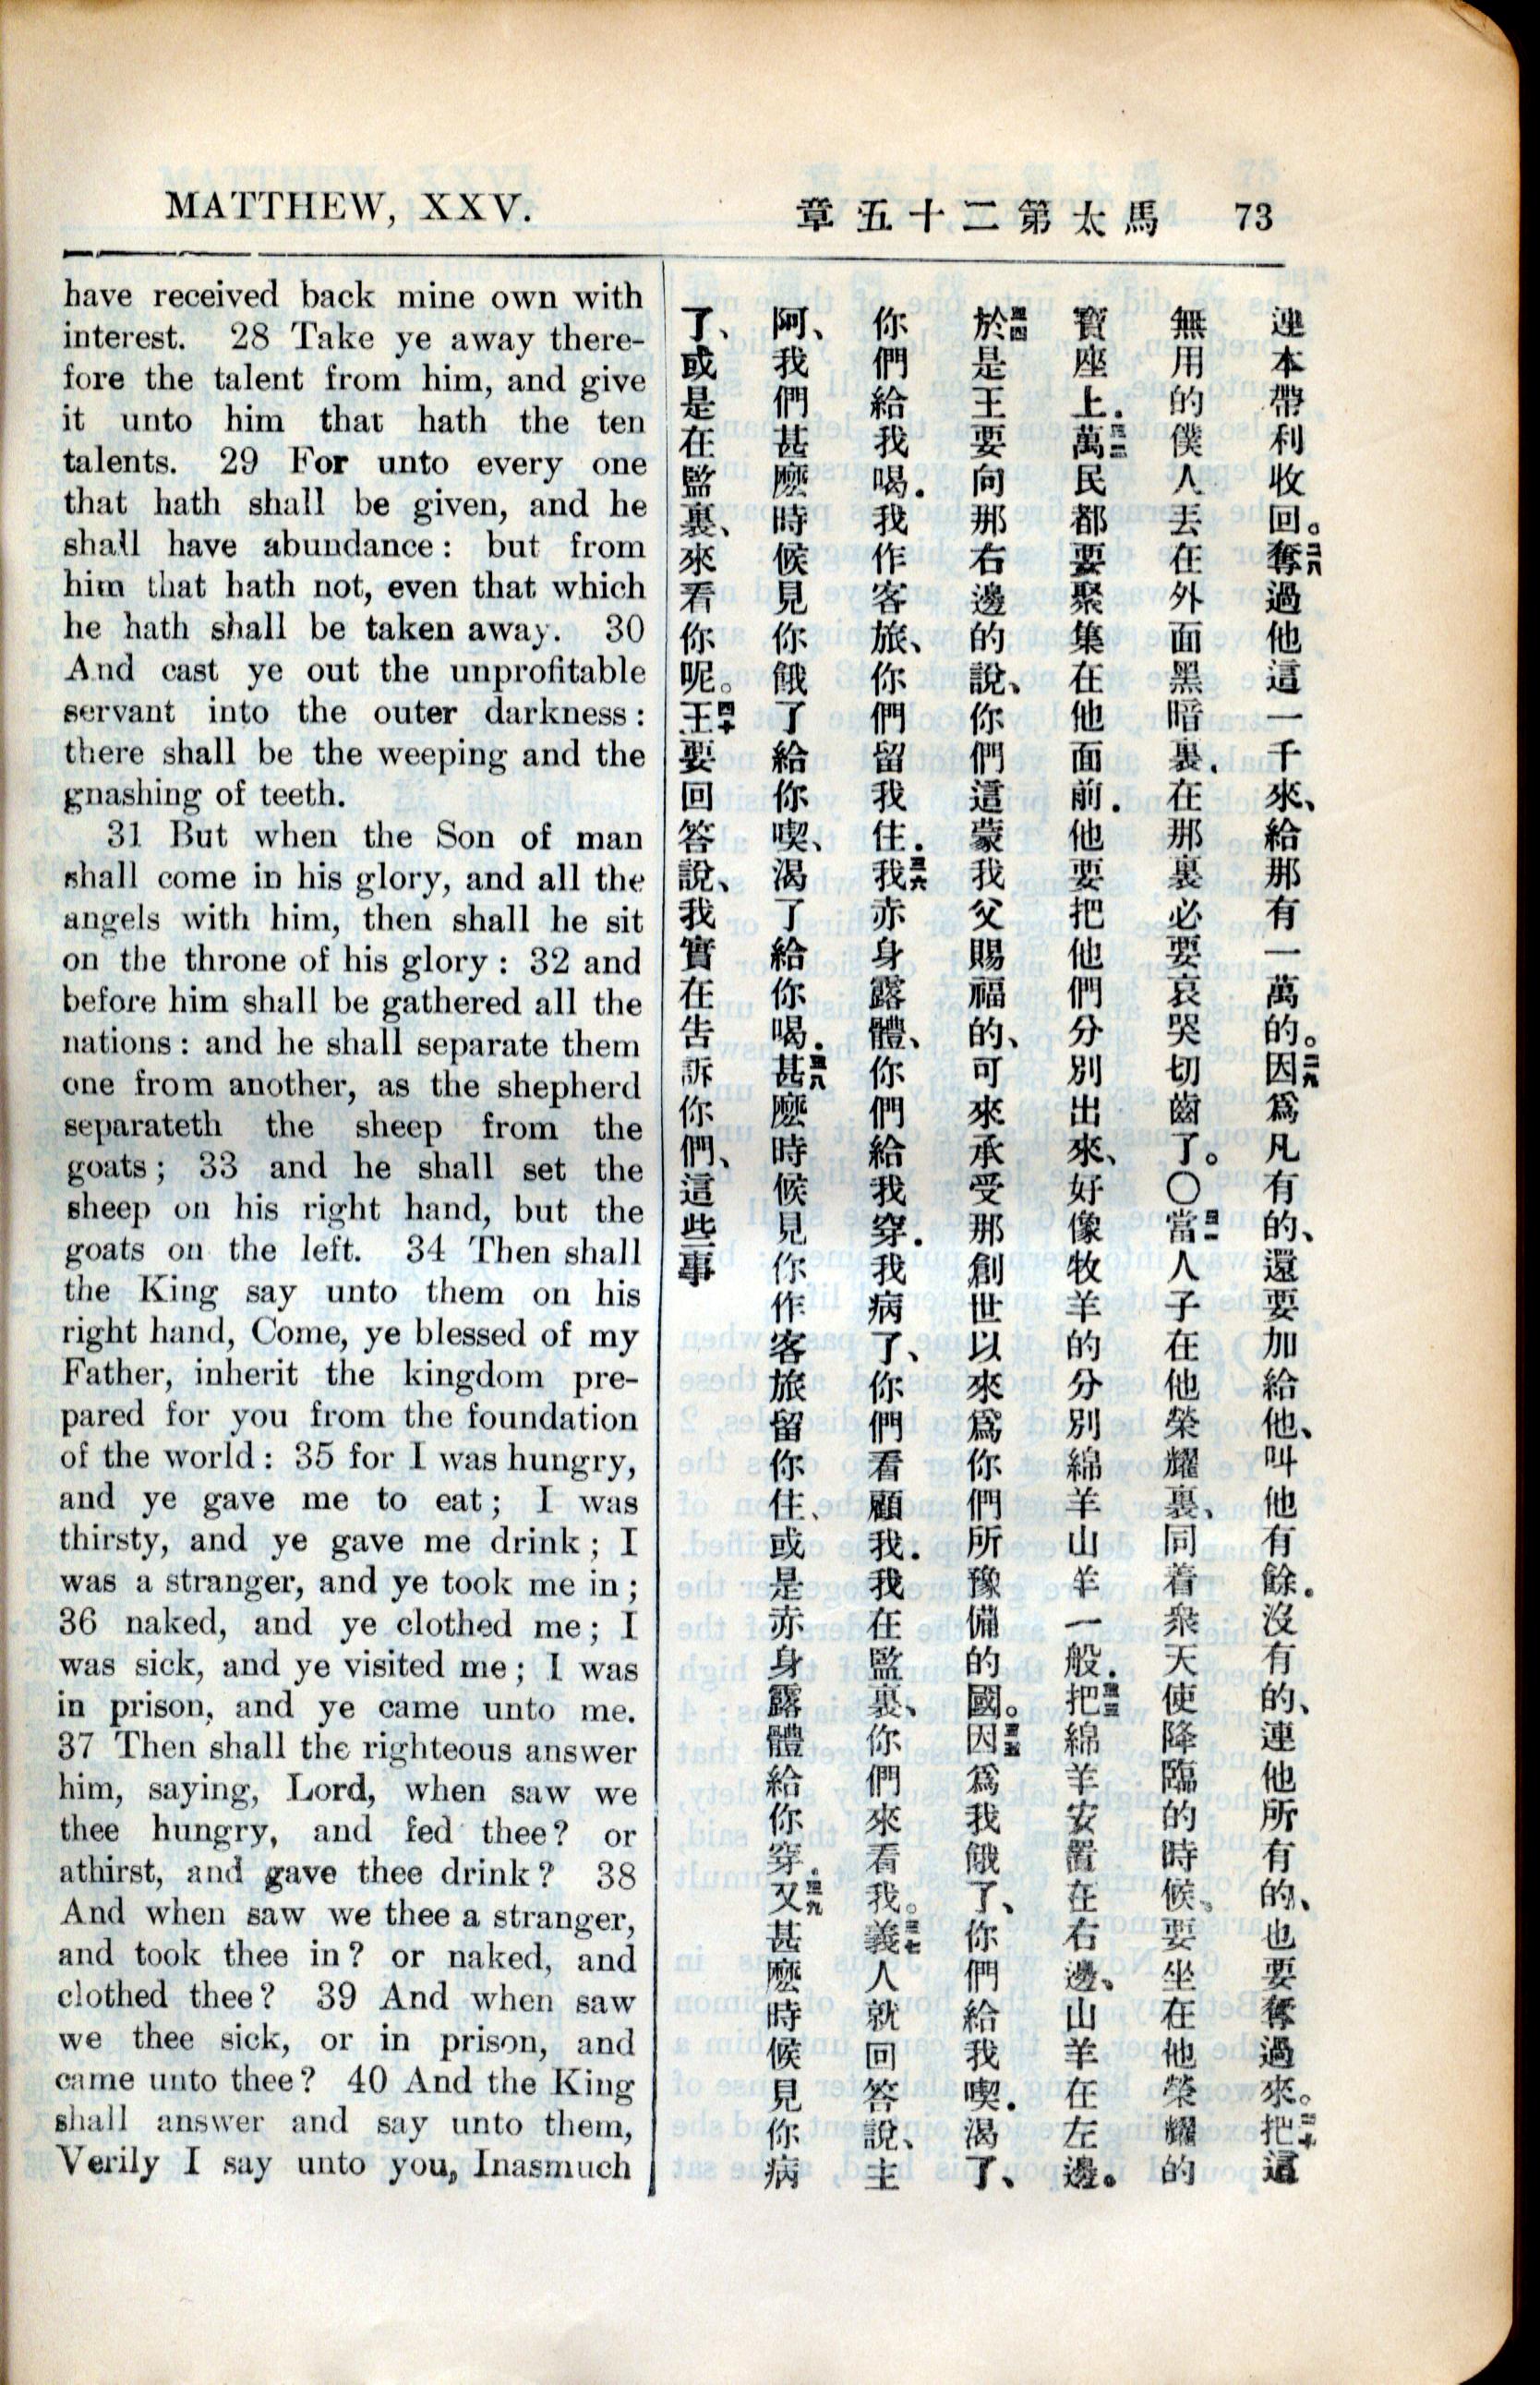 MATTHEW, XXV.
章五十二第太馬 73
have received back mine own with
interest. 28 Take ye away there-
fore the talent from him, and give
it unto him that hath the ten
talents. 29 For unto every one
that hath shall be given, and he
shall have abundance: but from
him that hath not, even that which
he hath shall be taken away. 30
And cast ye out the unprofitable
servant into the outer darkness:
there shall be the weeping and the
gnashing of teeth.
31 But when the Son of man
shall come in his glory, and all the
angels with him, then shall he sit
on the throne of his glory: 32 and
before him shall be gathered all the
nations: and he shall separate them
one from another, as the shepherd
separateth the sheep from the
goats; 33 and he shall set the
sheep on his right hand, but the
goats on the left. 34 Then shall
the King say unto them on his
right hand, Come, ye blessed of my
Father, inherit the kingdom pre-
pared for you from the foundation
of the world: 35 for I was hungry,
and ye gave me to eat; I was
thirsty, and ye gave me drink; I
was a stranger, and ye took me in;
36 naked, and ye clothed me; I
was sick, and ye visited me; I was
in prison, and ye came unto me.
37 Then shall the righteous answer
him, saying, Lord, when saw we
thee hungry, and fed thee? or
athirst, and gave thee drink? 38
And when saw we thee a stranger,
and took thee in? or naked, and
clothed thee? 39 And when saw
we thee sick, or in prison, and
came unto thee? 40 And the King
shall answer and say unto them,
Verily I say unto you, Inasmuch
連本帶利收回。二八奪過他這一千來、給那有一萬的。二九因爲凡有的、還要加給他、叫他有餘．沒有的、連他所有的、也要奪過來。三十把這
無用的僕人丟在外面黑暗裏、在那裏必要哀哭切齒了。〇三一當人子在他榮耀裏、同着衆天使降臨的時候、要坐在他榮耀的
寶座上．三二萬民都要聚集在他面前．他要把他們分別出來、好像牧羊的分別綿羊山羊一般．三三把綿羊安置在右邊、山羊在左邊。
三四於是王要向那右邊的說、你們這蒙我父賜福的、可來承受那創世以來爲你們所豫備的國。三五因爲我餓了、你們給我喫．渴了、
你們給我喝．我作客旅、你們留我住．三六我赤身露體、你們給我穿．我病了、你們看顧我．我在監裏、你們來看我。三七義人就回答說、主
阿、我們甚麼時候見你餓了給你喫、渴了給你喝．三八甚麼時候見你作客旅留你住、或是赤身露體給你穿．三九又甚麼時候見你病
了、或是在監裏、來看你呢。四十王要回答說、我實在告訴你們、這些事